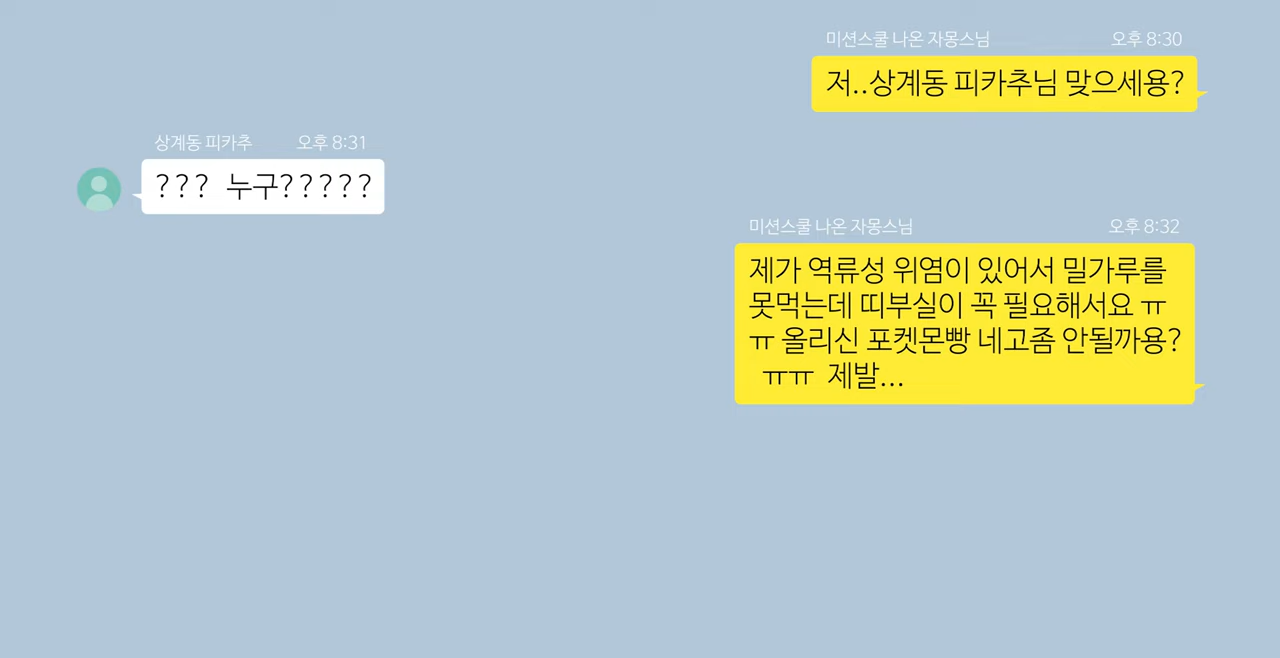 미션스쿨 나온 자몽스님 오후 8:30
저..상계동 피카추님 맞으세용?
상계동 피카추 오후 8:31
??? 누구?????
미션스쿨 나온 자몽스님 오후 8:32
제가 역류성 위염이 있어서 밀가루를
못먹는데 띠부실이 꼭 필요해서요 ㅠ
ㅠ 올리신 포켓몬빵 네고좀 안될까용?
ㅠㅠ 제발...